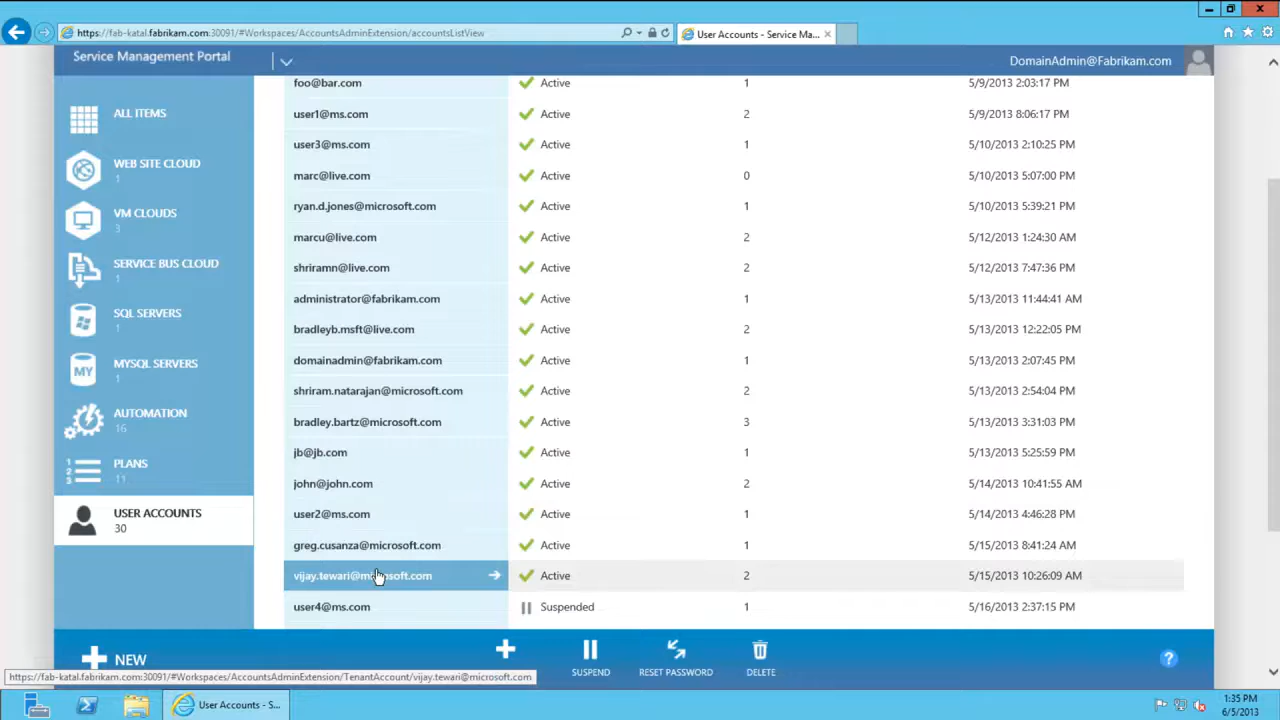 https://fab-katal.fabrikam.com:30091/#Workspaces/AccountsAdminExtension/accountsListView
User Accounts - Service Ma...
Service Management Portal
DomainAdmin@Fabrikam.com
foo@bar.com Active 1 5/9/2013 2:03:17 PM
user1@ms.com Active 2 5/9/2013 8:06:17 PM
user3@ms.com Active 1 5/10/2013 2:10:25 PM
marc@live.com Active 0 5/10/2013 5:07:00 PM
ryan.d.jones@microsoft.com Active 1 5/10/2013 5:39:21 PM
marcu@live.com Active 2 5/12/2013 1:24:30 AM
shriramn@live.com Active 2 5/12/2013 7:47:36 PM
administrator@fabrikam.com Active 1 5/13/2013 11:44:41 AM
bradleyb.msft@live.com Active 2 5/13/2013 12:22:05 PM
domainadmin@fabrikam.com Active 1 5/13/2013 2:07:45 PM
shriram.natarajan@microsoft.com Active 2 5/13/2013 2:54:04 PM
bradley.bartz@microsoft.com Active 3 5/13/2013 3:31:03 PM
jb@jb.com Active 1 5/13/2013 5:25:59 PM
john@john.com Active 2 5/14/2013 10:41:55 AM
user2@ms.com Active 1 5/14/2013 4:46:28 PM
greg.cusanza@microsoft.com Active 1 5/15/2013 8:41:24 AM
vijay.tewari@microsoft.com Active 2 5/15/2013 10:26:09 AM
user4@ms.com Suspended 1 5/16/2013 2:37:15 PM
ALL ITEMS
WEB SITE CLOUD
1
VM CLOUDS
3
SERVICE BUS CLOUD
1
SQL SERVERS
1
MY
MYSQL SERVERS
1
AUTOMATION
16
1
2
3
PLANS
11
USER ACCOUNTS
30
NEW
SUSPEND
RESET PASSWORD
DELETE
?
https://fab-katal.fabrikam.com:30091/#Workspaces/AccountsAdminExtension/TenantAccount/vijay.tewari@microsoft.com
User Accounts - S...
1:35 PM
6/5/2013